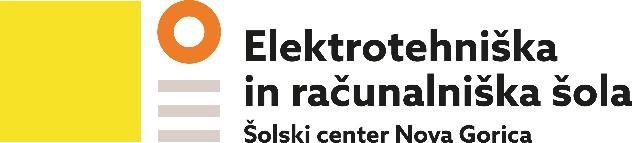 Elektrotehniška
in računalniška šola
Šolski center Nova Gorica